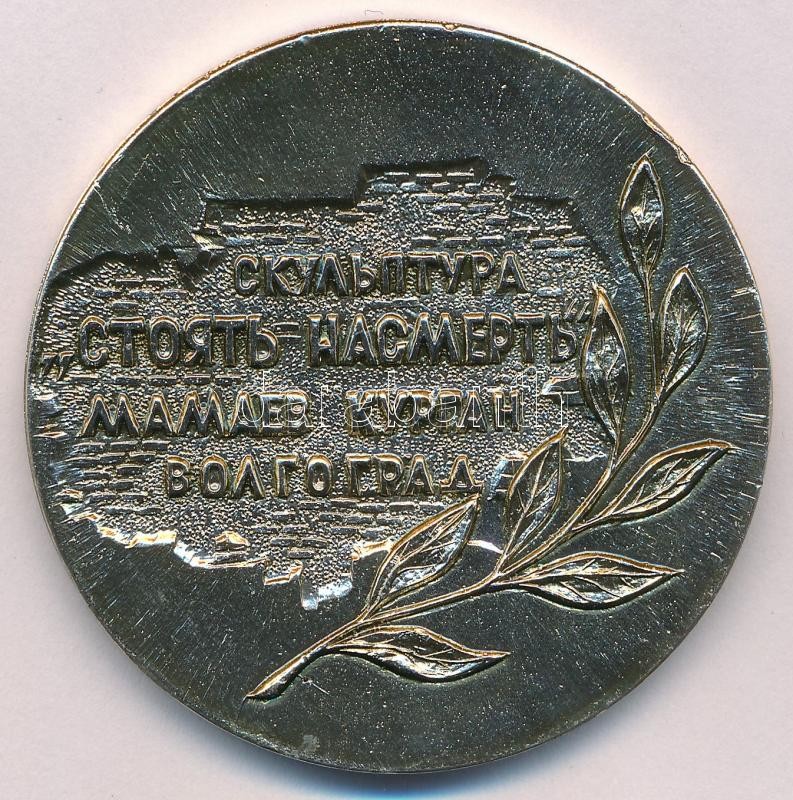 СКУЛЬПТУРА
„СТОЯТЬ НАСМЕРТЬ“
МАМАЕВ КУРГАН
ВОЛГОГРАД